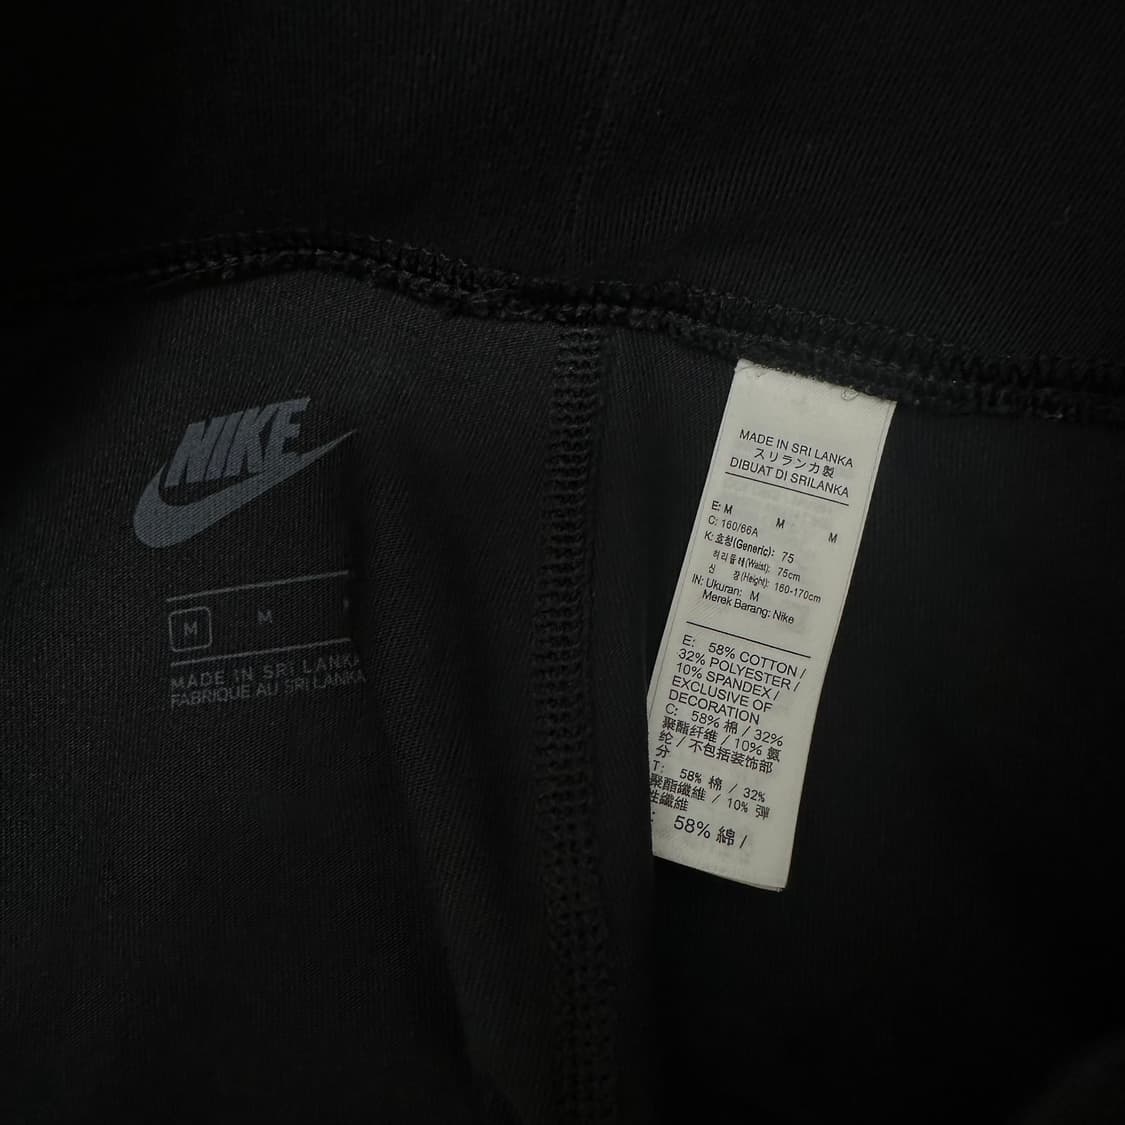 NIKE
M M
MADE IN SRI LANKA
FABRIQUE AU SRI LANKA
MADE IN SRI LANKA
スリランカ製
DIBUAT DI SRILANKA
E: M M M
C: 160/66A
K: 호칭(Generic): 75
허리둘레(Waist): 75cm
신 장(Height): 160-170cm
IN: Ukuran: M
Merek Barang: Nike
E: 58% COTTON /
32% POLYESTER /
10% SPANDEX /
EXCLUSIVE OF
DECORATION
C: 58% 棉 / 32%
聚酯纤维 / 10% 氨
纶 / 不包括装饰部
分
T: 58% 棉 / 32%
聚酯纖維 / 10% 彈
性纖維
58% 綿 /